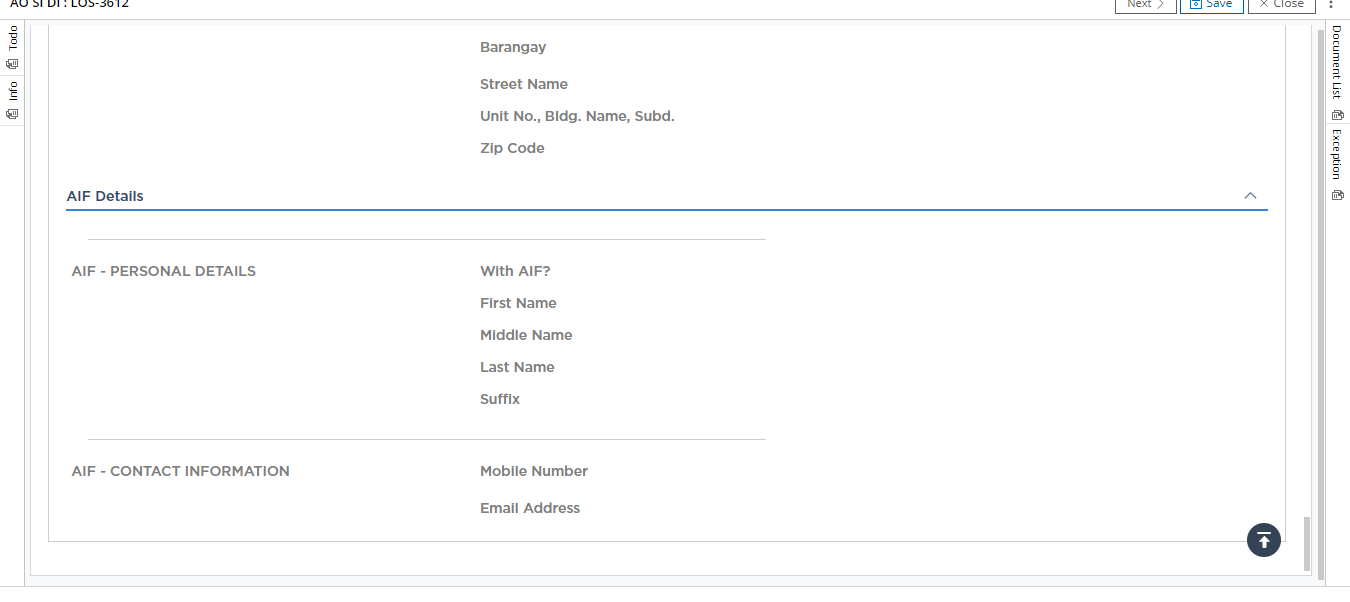 AO SI DI : LOS-3612
Next
Save
Close
Todo
Info
Document List
Exception
Barangay
Street Name
Unit No., Bldg. Name, Subd.
Zip Code
AIF Details
AIF - PERSONAL DETAILS
With AIF?
First Name
Middle Name
Last Name
Suffix
AIF - CONTACT INFORMATION
Mobile Number
Email Address